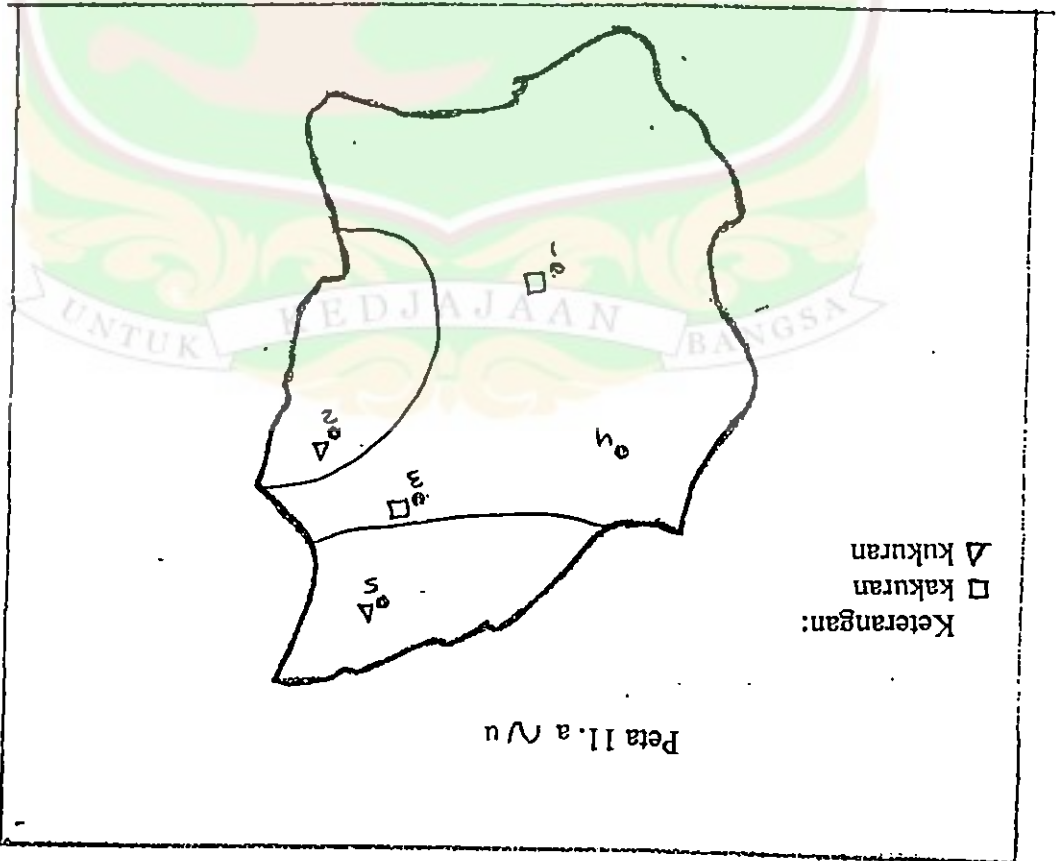 Peta 11. a ∾ u
Keterangan:
□ kakuran
△ kukuran
5
3
4
2
1
UNTUK KEDJAJAAN BANGSA